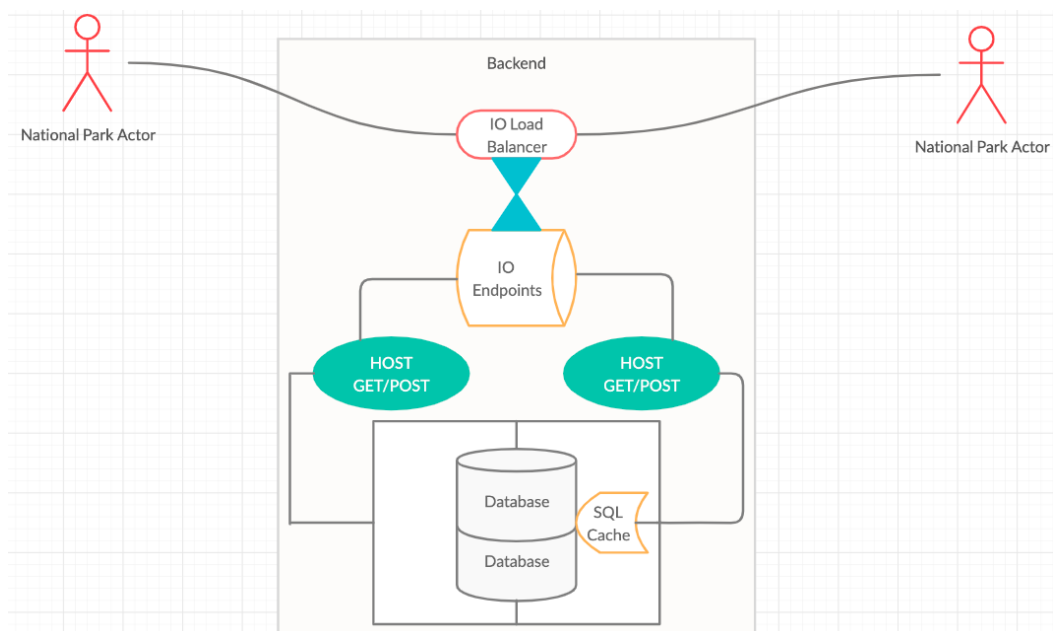 Backend
National Park Actor
IO Load
Balancer
National Park Actor
IO
Endpoints
HOST
GET/POST
HOST
GET/POST
Database
SQL
Cache
Database